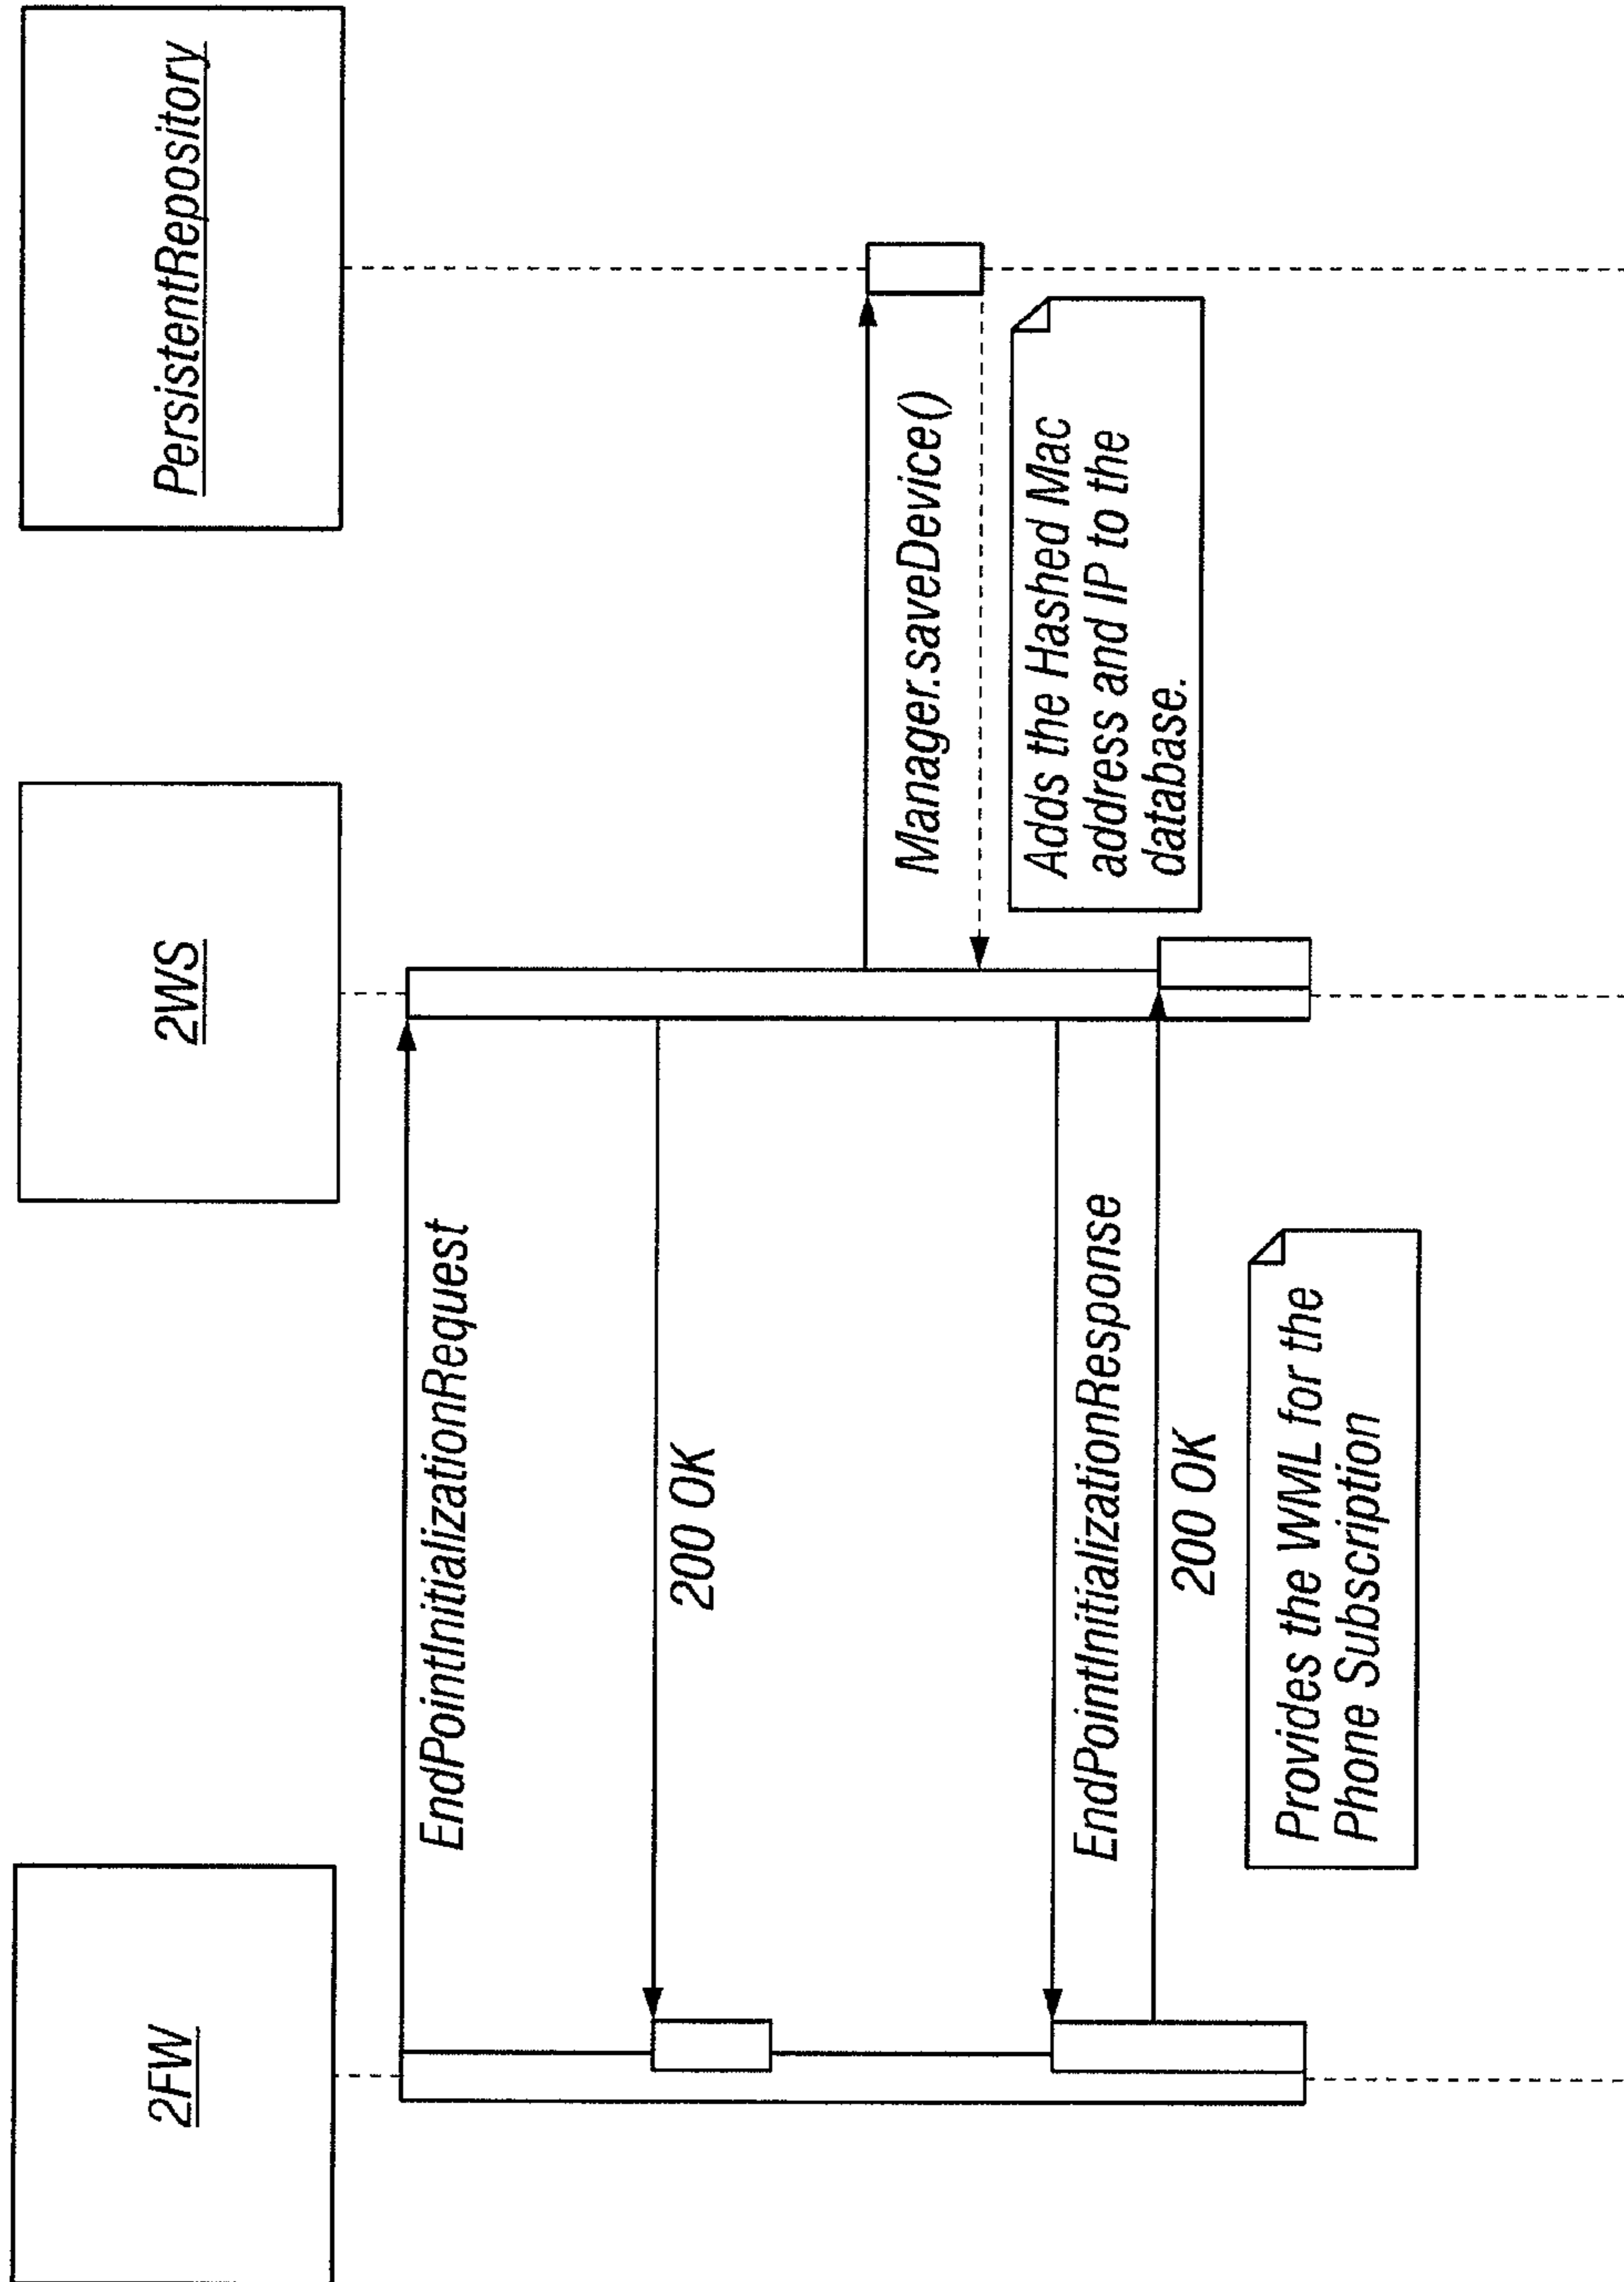 2FW
2WS
PersistentRepository
EndPointInitializationRequest
200 OK
Manager.saveDevice()
Adds the Hashed Mac
address and IP to the
database.
EndPointInitializationResponse
200 OK
Provides the WML for the
Phone Subscription